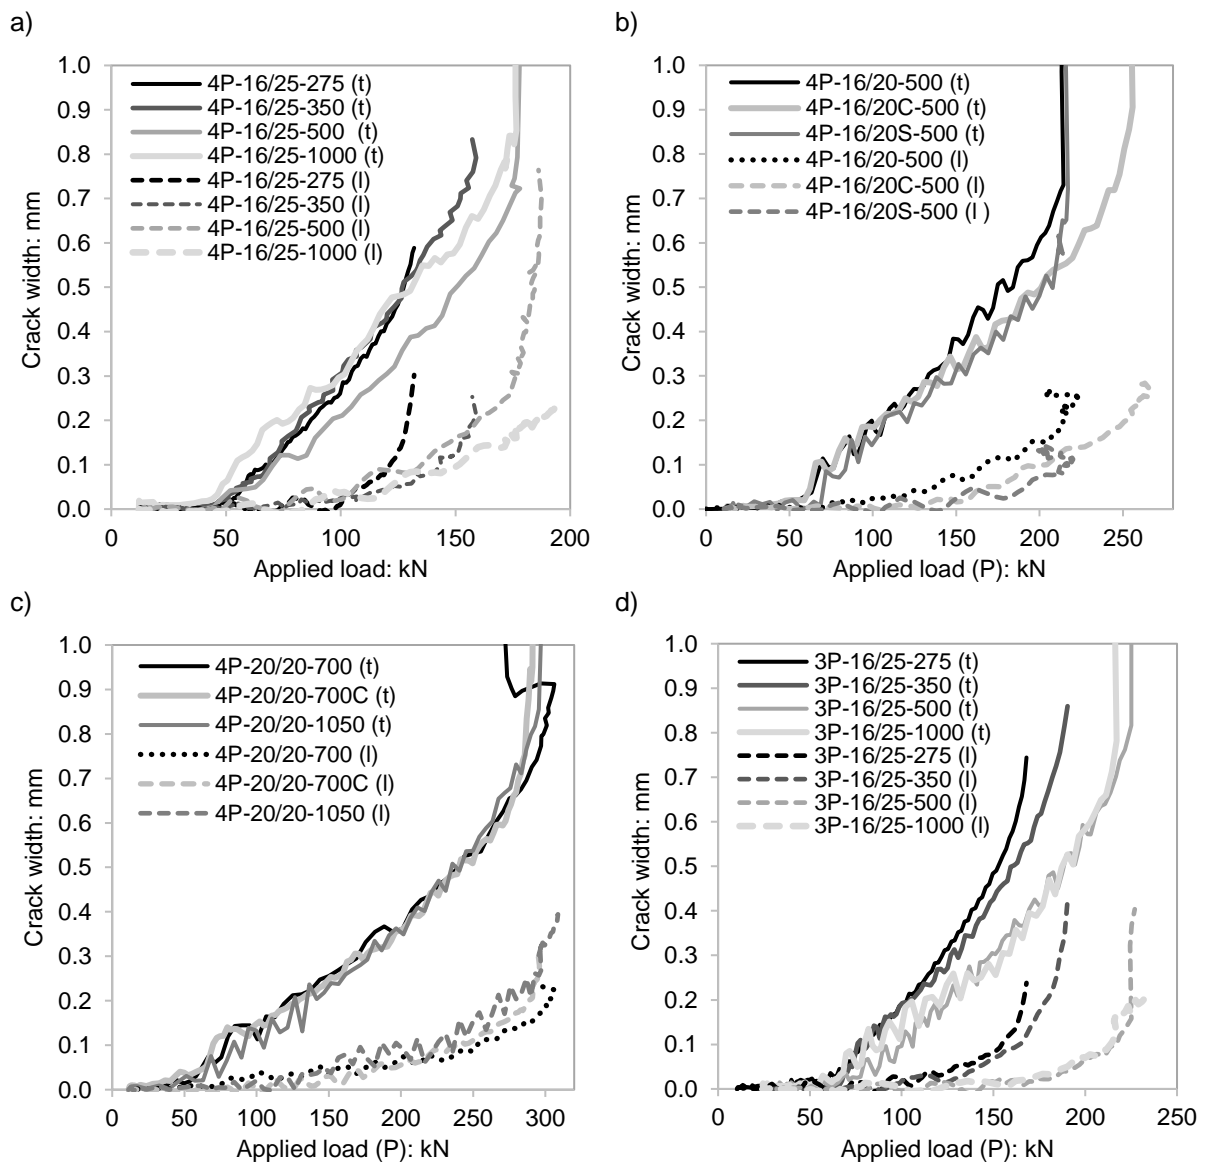 a)
1.0
0.9
0.8
0.7
0.6
0.5
0.4
0.3
0.2
0.1
0.0
Crack width: mm
4P-16/25-275 (t)
4P-16/25-350 (t)
4P-16/25-500 (t)
4P-16/25-1000 (t)
4P-16/25-275 (l)
4P-16/25-350 (l)
4P-16/25-500 (l)
4P-16/25-1000 (l)
0 50 100 150 200
Applied load: kN
b)
1.0
0.9
0.8
0.7
0.6
0.5
0.4
0.3
0.2
0.1
0.0
Crack width: mm
4P-16/20-500 (t)
4P-16/20C-500 (t)
4P-16/20S-500 (t)
4P-16/20-500 (l)
4P-16/20C-500 (l)
4P-16/20S-500 (l )
0 50 100 150 200 250
Applied load (P): kN
c)
1.0
0.9
0.8
0.7
0.6
0.5
0.4
0.3
0.2
0.1
0.0
Crack width: mm
4P-20/20-700 (t)
4P-20/20-700C (t)
4P-20/20-1050 (t)
4P-20/20-700 (l)
4P-20/20-700C (l)
4P-20/20-1050 (l)
0 50 100 150 200 250 300
Applied load (P): kN
d)
1.0
0.9
0.8
0.7
0.6
0.5
0.4
0.3
0.2
0.1
0.0
Crack width: mm
3P-16/25-275 (t)
3P-16/25-350 (t)
3P-16/25-500 (t)
3P-16/25-1000 (t)
3P-16/25-275 (l)
3P-16/25-350 (l)
3P-16/25-500 (l)
3P-16/25-1000 (l)
0 50 100 150 200 250
Applied load (P): kN